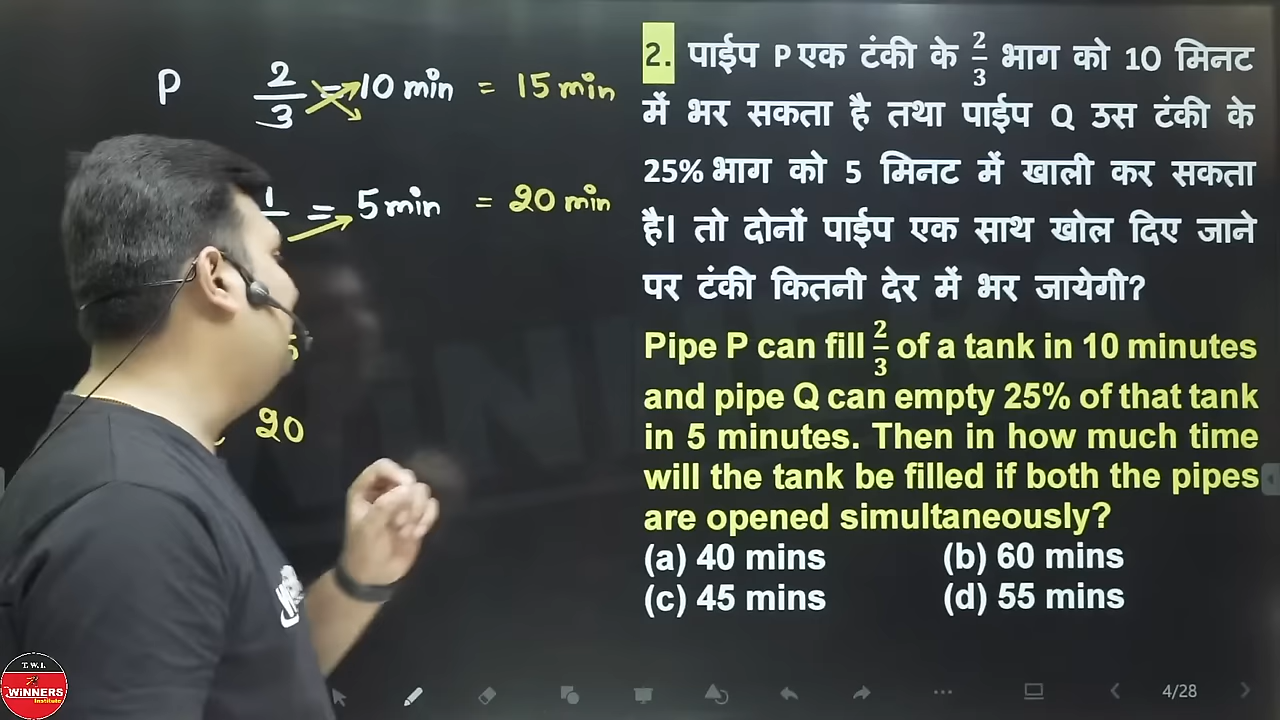 P 2/3 = 10 min = 15 min
1 = 5 min = 20 min
20
2. पाईप P एक टंकी के 2/3 भाग को 10 मिनट
में भर सकता है तथा पाईप Q उस टंकी के
25% भाग को 5 मिनट में खाली कर सकता
है। तो दोनों पाईप एक साथ खोल दिए जाने
पर टंकी कितनी देर में भर जायेगी?
Pipe P can fill 2/3 of a tank in 10 minutes
and pipe Q can empty 25% of that tank
in 5 minutes. Then in how much time
will the tank be filled if both the pipes
are opened simultaneously?
(a) 40 mins (b) 60 mins
(c) 45 mins (d) 55 mins
T.W.I.
WiNNERS
Institute
4/28